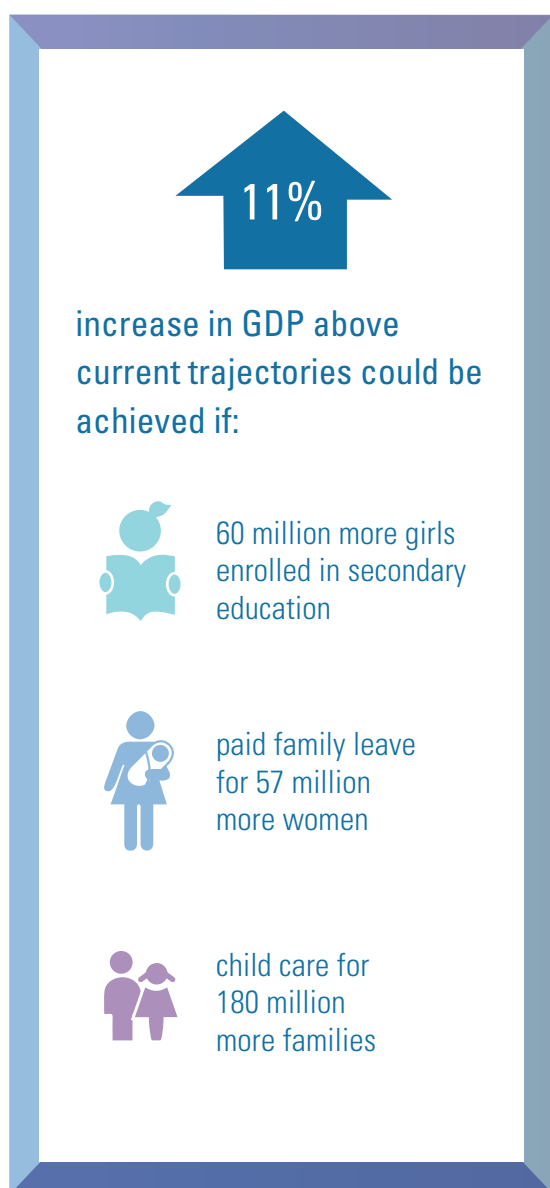 11%
increase in GDP above
current trajectories could be
achieved if:
60 million more girls
enrolled in secondary
education
paid family leave
for 57 million
more women
child care for
180 million
more families